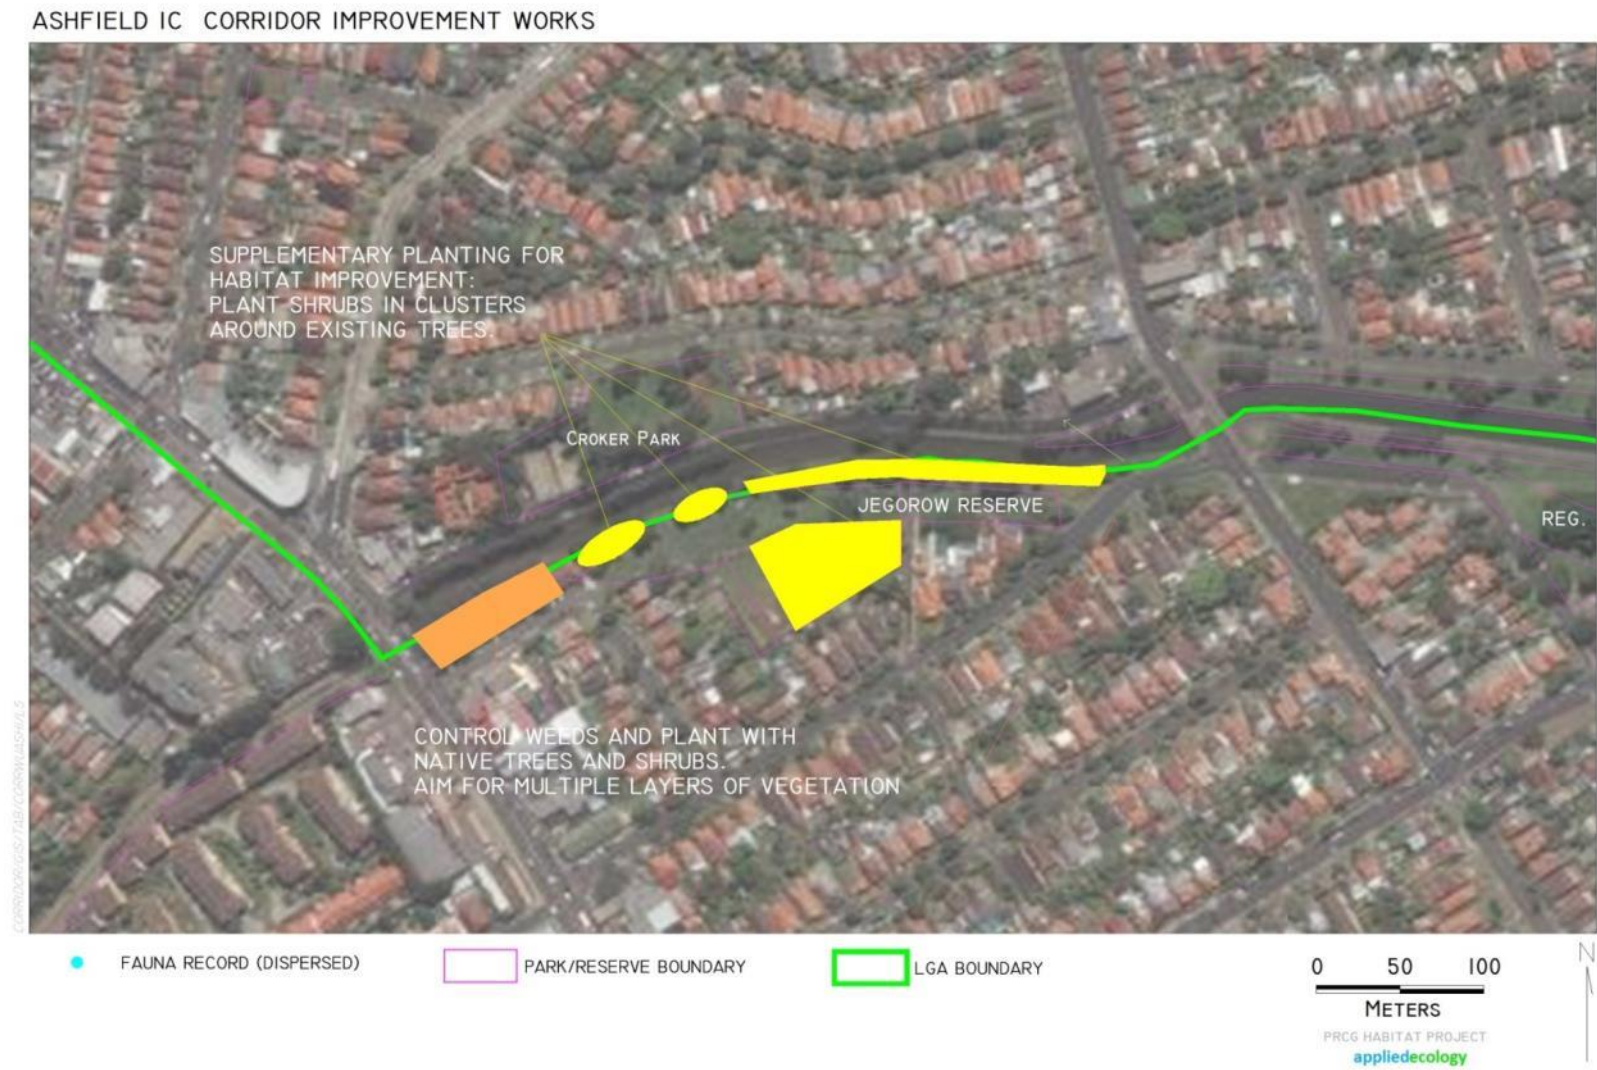 ASHFIELD IC CORRIDOR IMPROVEMENT WORKS
SUPPLEMENTARY PLANTING FOR
HABITAT IMPROVEMENT:
PLANT SHRUBS IN CLUSTERS
AROUND EXISTING TREES.
CROKER PARK
JEGOROW RESERVE
REG.
CONTROL WEEDS AND PLANT WITH
NATIVE TREES AND SHRUBS.
AIM FOR MULTIPLE LAYERS OF VEGETATION
FAUNA RECORD (DISPERSED)
PARK/RESERVE BOUNDARY
LGA BOUNDARY
0 50 100
METERS
PRCG HABITAT PROJECT
appliedecology
N